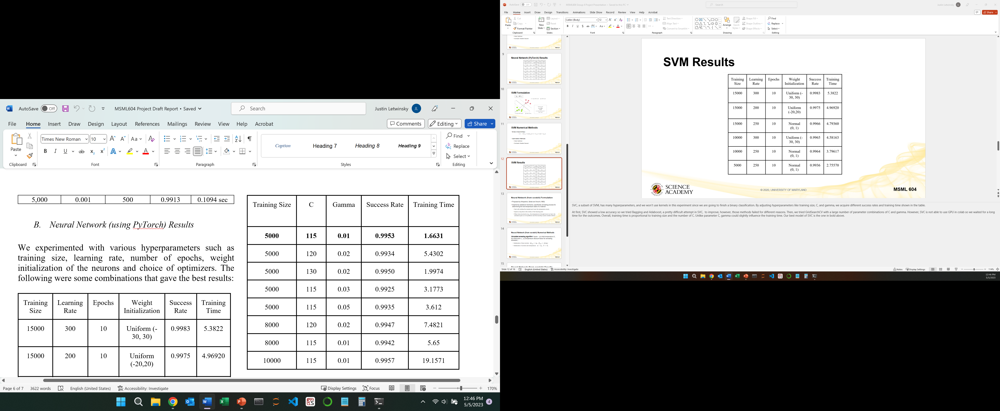 AutoSave Off MSML604 Project Draft Report • Saved Search Justin Letwinsky JL
File Home Insert Draw Design Layout References Mailings Review View Help Acrobat Comments Editing Share
Paste Times New Roman 10 Aa Caption Heading 7 Heading 8 Heading 9 Find
Replace
Select
Clipboard Font Paragraph Styles Editing
5,000 0.001 500 0.9913 0.1094 sec
B. Neural Network (using PyTorch) Results
We experimented with various hyperparameters such as
training size, learning rate, number of epochs, weight
initialization of the neurons and choice of optimizers. The
following were some combinations that gave the best results:
Training Size Learning Rate Epochs Weight Initialization Success Rate Training Time
15000 300 10 Uniform (-30, 30) 0.9983 5.3822
15000 200 10 Uniform (-20,20) 0.9975 4.96920
Training Size C Gamma Success Rate Training Time
5000 115 0.01 0.9953 1.6631
5000 120 0.02 0.9934 5.4302
5000 130 0.02 0.9950 1.9974
5000 115 0.03 0.9925 3.1773
5000 115 0.05 0.9935 3.612
8000 120 0.02 0.9947 7.4821
8000 115 0.01 0.9942 5.65
10000 115 0.01 0.9957 19.1571
Page 6 of 7 3622 words English (United States) Accessibility: Investigate Display Settings Focus 170%
12:46 PM
5/5/2023
4
AutoSave Off MSML604 Group 4 Project Presentation • Saved to this PC Search Justin Letwinsky JL
File Home Insert Draw Design Transitions Animations Slide Show Record Review View Help Acrobat Share
Paste Cut Copy Format Painter New Slide Layout Reset Section Calibri (Body) 12 Text Direction Align Text Convert to SmartArt Arrange Quick Styles Shape Fill Shape Outline Shape Effects Find Replace Select
Clipboard Slides Font Paragraph Drawing Editing
9
Neural Network (PyTorch) Results
10
SVM Formulation
11
SVM Numerical Methods
12
SVM Results
13
Neural Network (from scratch) Formulation
14
Neural Network (from scratch) Numerical Methods
15
SVM Results
Training Size Learning Rate Epochs Weight Initialization Success Rate Training Time
15000 300 10 Uniform (-30, 30) 0.9983 5.3822
15000 200 10 Uniform (-20,20) 0.9975 4.96920
15000 250 10 Normal (0, 1) 0.9966 4.79360
10000 300 10 Uniform (-30, 30) 0.9965 4.58163
10000 250 10 Normal (0, 1) 0.9964 3.79617
5000 250 10 Normal (0, 1) 0.9936 2.75570
SCIENCE
ACADEMY
© 2020, UNIVERSITY OF MARYLAND
MSML 604
SVC, a subset of SVM, has many hyperparameters, and we won't use kernels in this experiment since we are going to finish a binary classification. By adjusting hyperparameters like training size, C, and gamma, we acquire different success rates and training time shown in the table.
At first, SVC showed a low accuracy so we tried Bagging and Adaboost, a pretty difficult attempt in SVC, to improve, however, those methods failed for different reasons. Then, we tried GridSearchCV with a large number of parameter combinations of C and gamma. However, SVC is not able to use GPU in colab so we waited for a long
time for the outcomes. Overall, training time is proportional to training size and the number of C. Unlike parameter C, gamma could slightly influence the training time. Our best model of SVC is the one in bold above.
Slide 12 of 16 English (United States) Accessibility: Investigate Notes Display Settings 114%
12:46 PM
5/5/2023